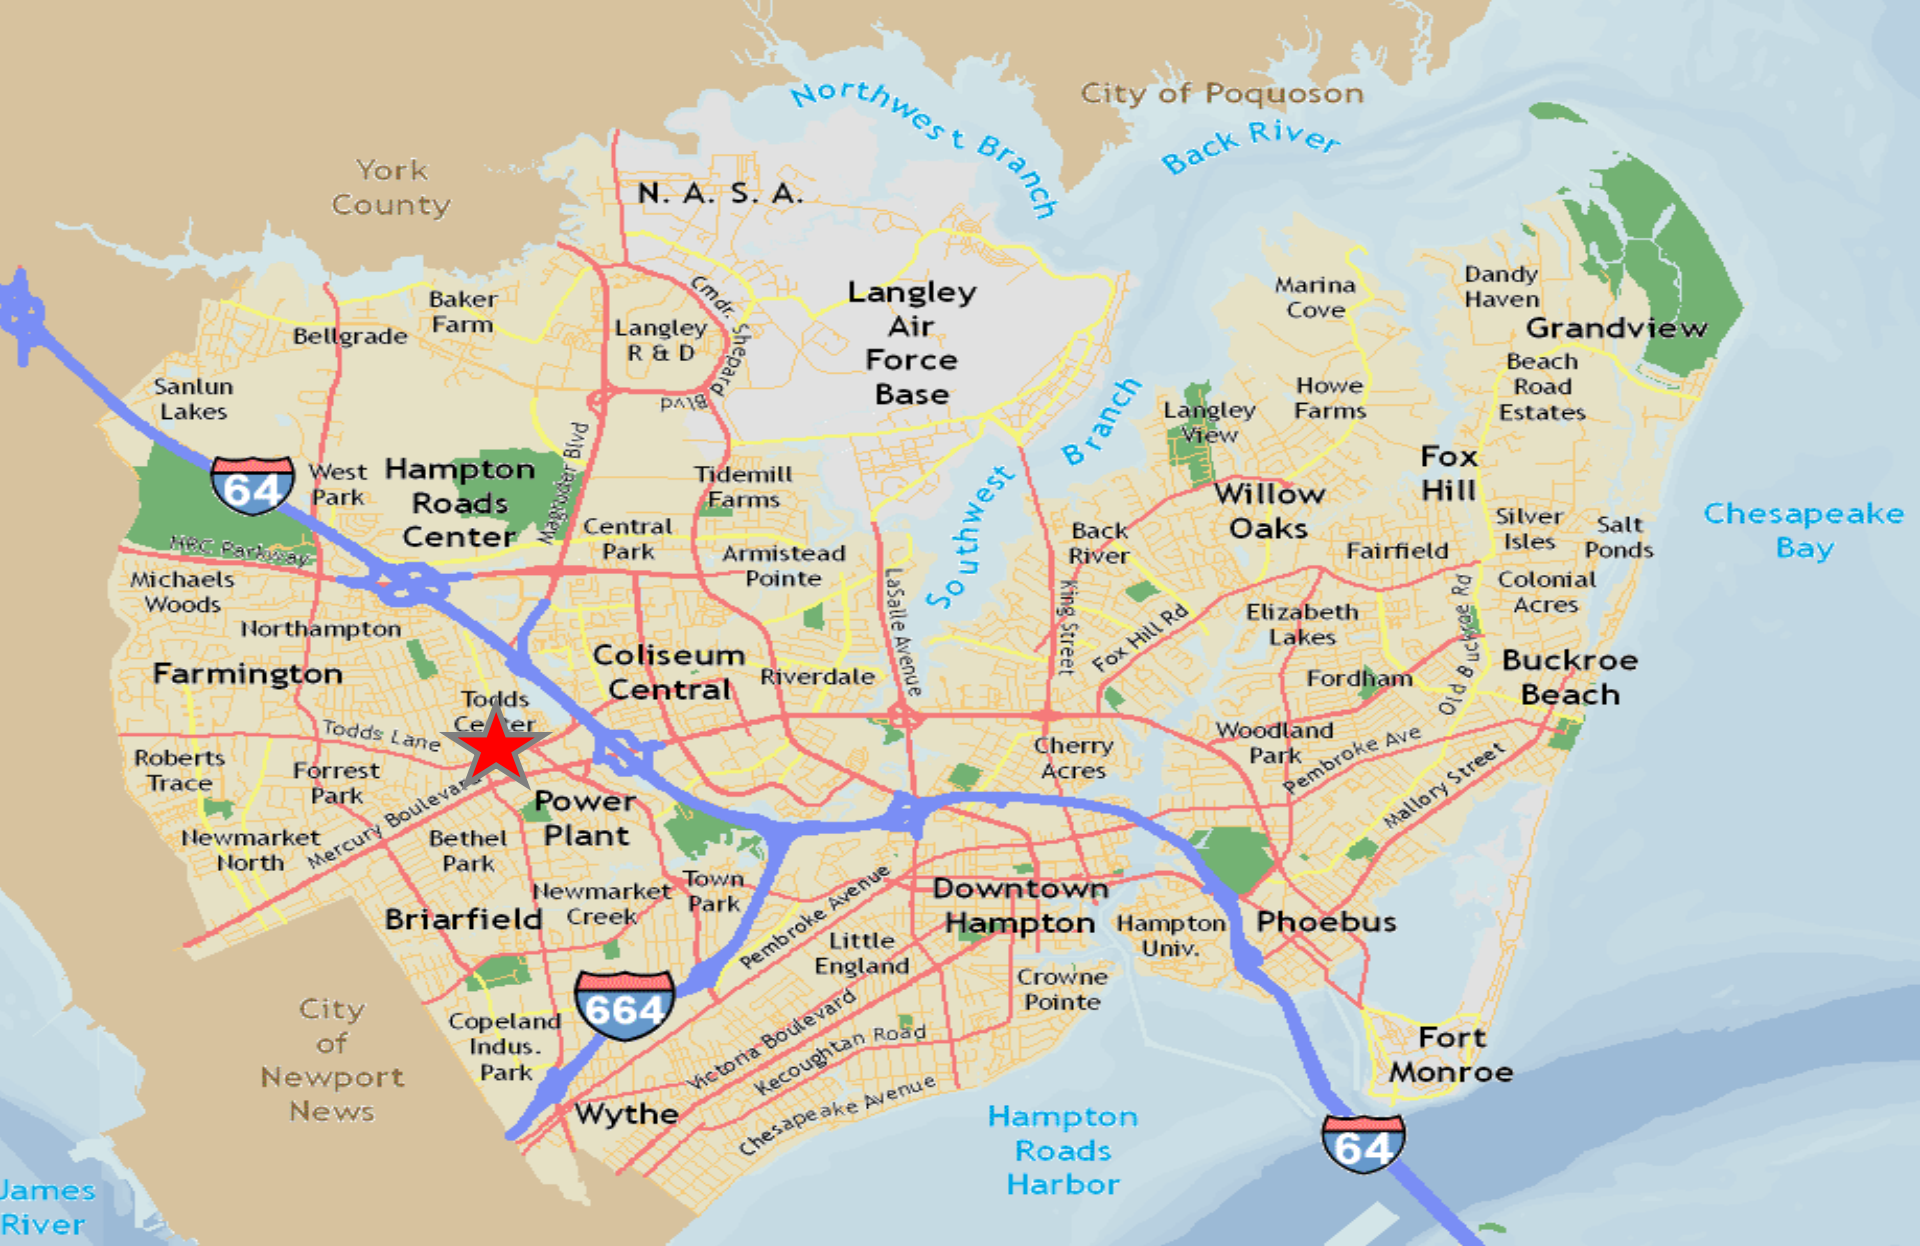 City of Poquoson
Northwest Branch
Back River
York
County
N. A. S. A.
Baker
Farm
Bellgrade
Langley
R & D
Cmdr. Shepard
Blvd
Langley
Air
Force
Base
Marina
Cove
Dandy
Haven
Grandview
Beach
Road
Estates
Sanlun
Lakes
Howe
Farms
Langley
View
Southwest Branch
64
West
Park
Hampton
Roads
Center
Magruder Blvd
Tidemill
Farms
Willow
Oaks
Fox
Hill
Chesapeake
Bay
HRC Parkway
Central
Park
Armistead
Pointe
Back
River
Fairfield
Silver
Isles
Salt
Ponds
Michaels
Woods
LaSalle Avenue
King Street
Fox Hill Rd
Elizabeth
Lakes
Colonial
Acres
Old Buckroe Rd
Northampton
Farmington
Coliseum
Central
Riverdale
Fordham
Buckroe
Beach
Todds
Center
Todds Lane
Roberts
Trace
Forrest
Park
Cherry
Acres
Woodland
Park
Pembroke Ave
Mallory Street
Mercury Boulevard
Power
Plant
Newmarket
North
Bethel
Park
Newmarket
Creek
Town
Park
Pembroke Avenue
Downtown
Hampton
Hampton
Univ.
Phoebus
Briarfield
Little
England
Crowne
Pointe
664
City
of
Newport
News
Copeland
Indus.
Park
Victoria Boulevard
Kecoughtan Road
Chesapeake Avenue
Wythe
Fort
Monroe
Hampton
Roads
Harbor
64
James
River